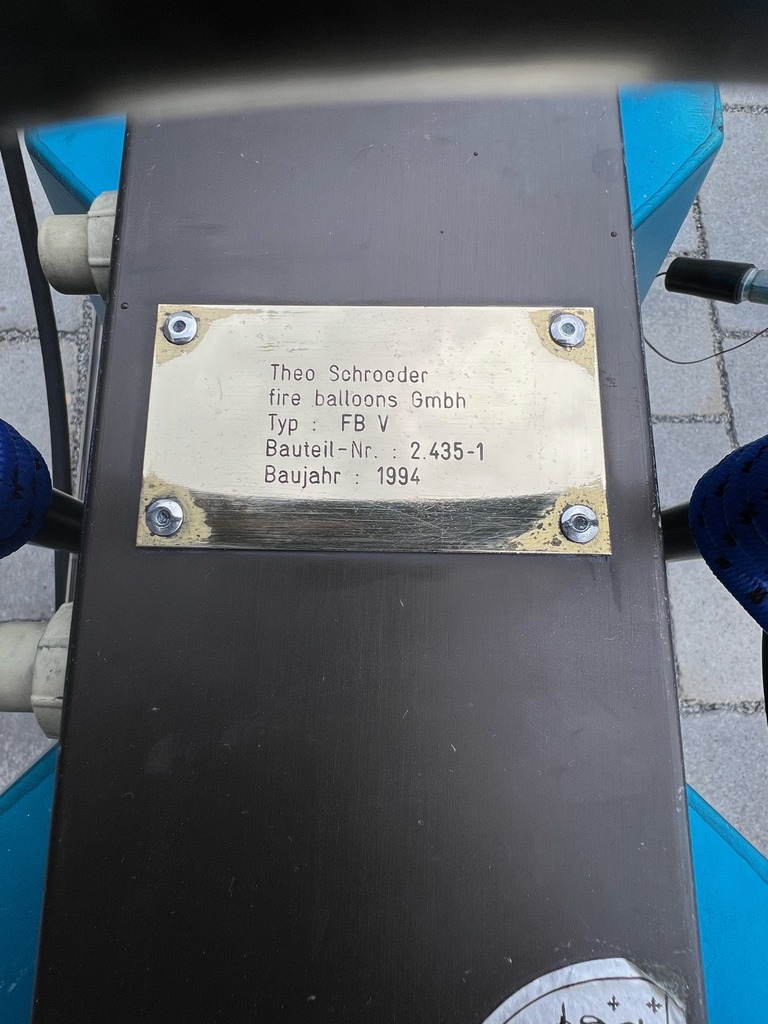 Theo Schroeder
fire balloons Gmbh
Typ : FB V
Bauteil-Nr. : 2.435-1
Baujahr : 1994